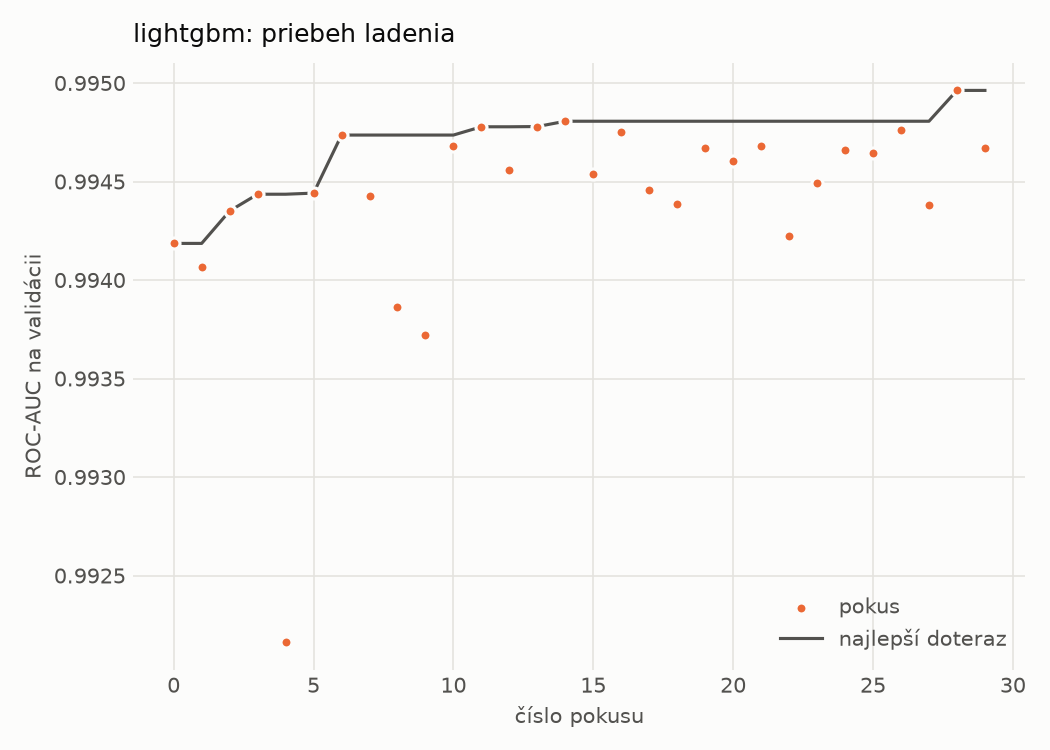 lightgbm: priebeh ladenia
ROC-AUC na validácii
0.9950
0.9945
0.9940
0.9935
0.9930
0.9925
pokus
najlepší doteraz
0 5 10 15 20 25 30
číslo pokusu